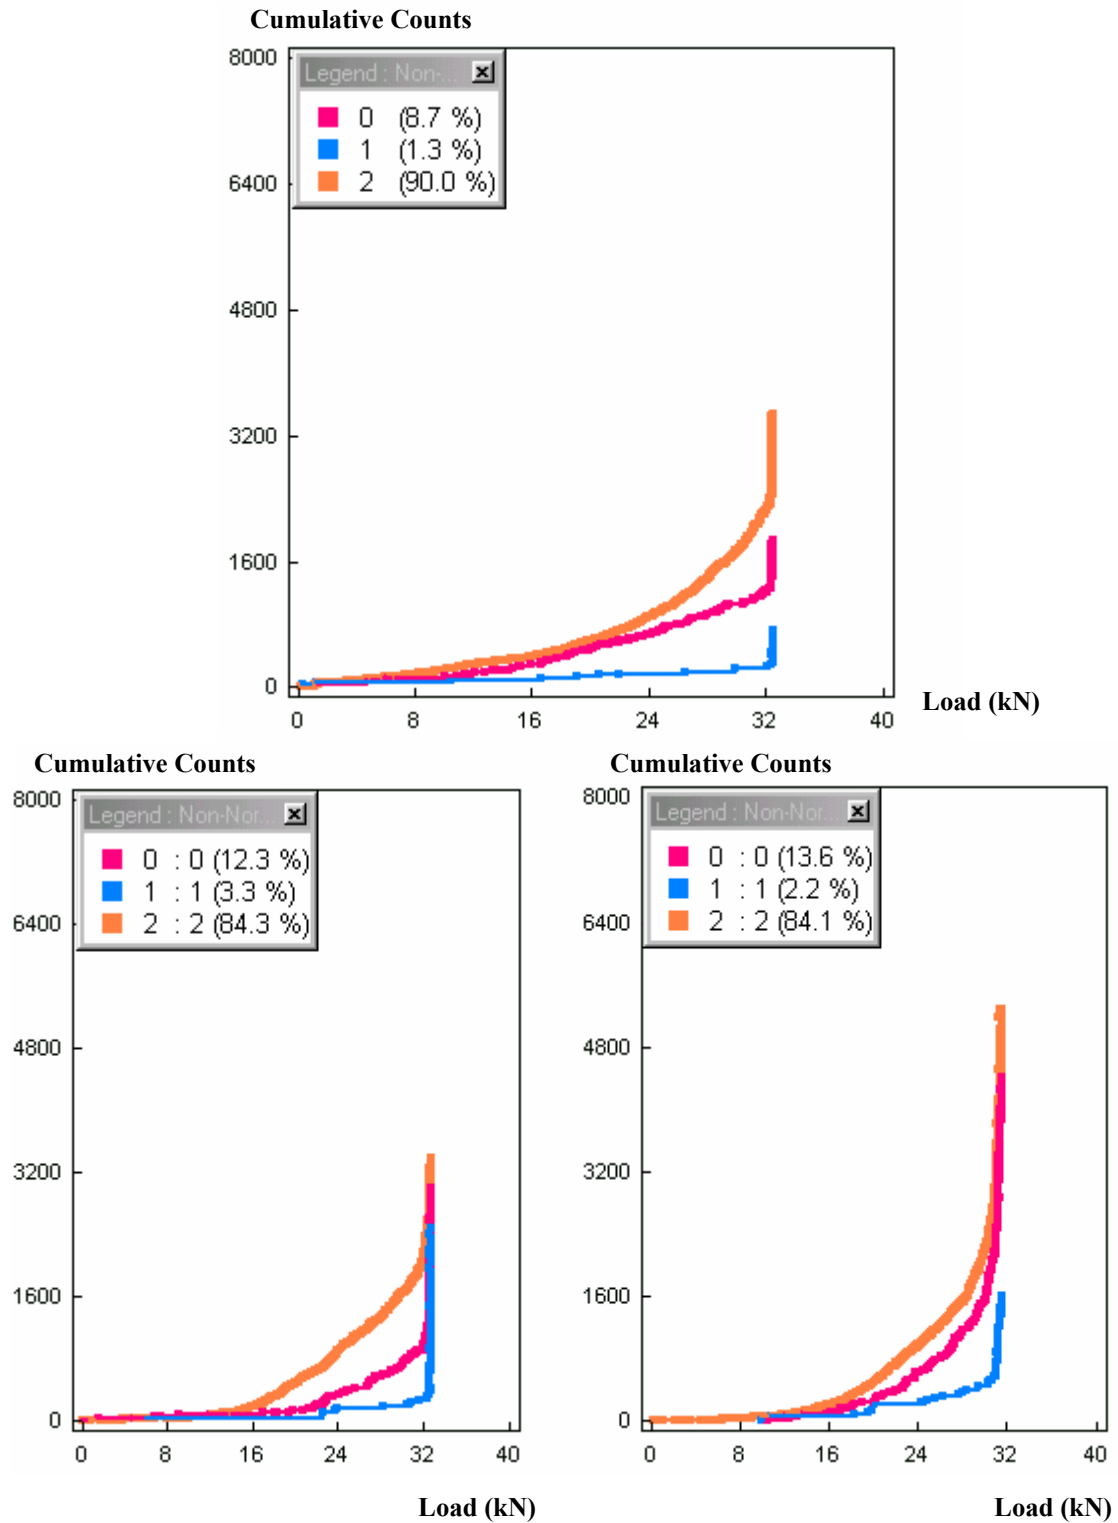 Cumulative Counts
8000
Legend : Non-...
0 (8.7 %)
1 (1.3 %)
2 (90.0 %)
6400
4800
3200
1600
0
0 8 16 24 32 40
Load (kN)
Cumulative Counts
8000
Legend : Non-Nor...
0 : 0 (12.3 %)
1 : 1 (3.3 %)
2 : 2 (84.3 %)
6400
4800
3200
1600
0
0 8 16 24 32 40
Load (kN)
Cumulative Counts
8000
Legend : Non-Nor...
0 : 0 (13.6 %)
1 : 1 (2.2 %)
2 : 2 (84.1 %)
6400
4800
3200
1600
0
0 8 16 24 32 40
Load (kN)